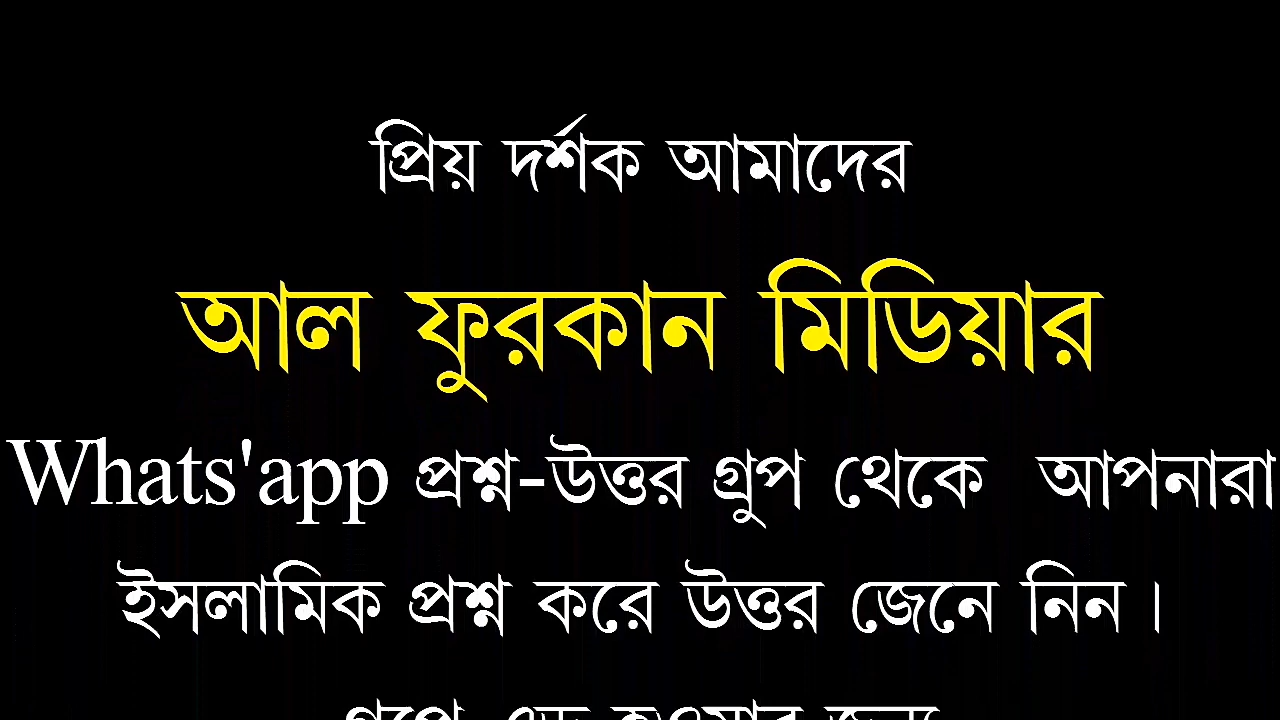 প্রিয় দর্শক আমাদের
আল ফুরকান মিডিয়ার
Whats'app প্রশ্ন-উত্তর গ্রুপ থেকে আপনারা
ইসলামিক প্রশ্ন করে উত্তর জেনে নিন।